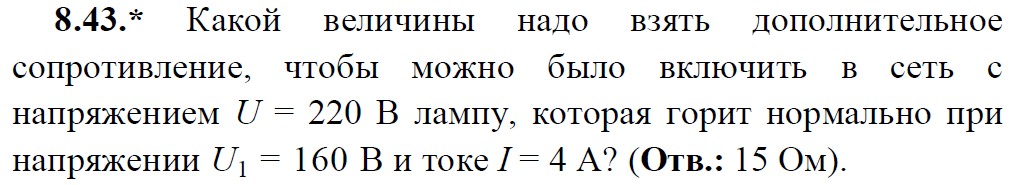 8.43.* Какой величины надо взять дополнительное
сопротивление, чтобы можно было включить в сеть с
напряжением U = 220 В лампу, которая горит нормально при
напряжении U₁ = 160 В и токе I = 4 А? (Отв.: 15 Ом).